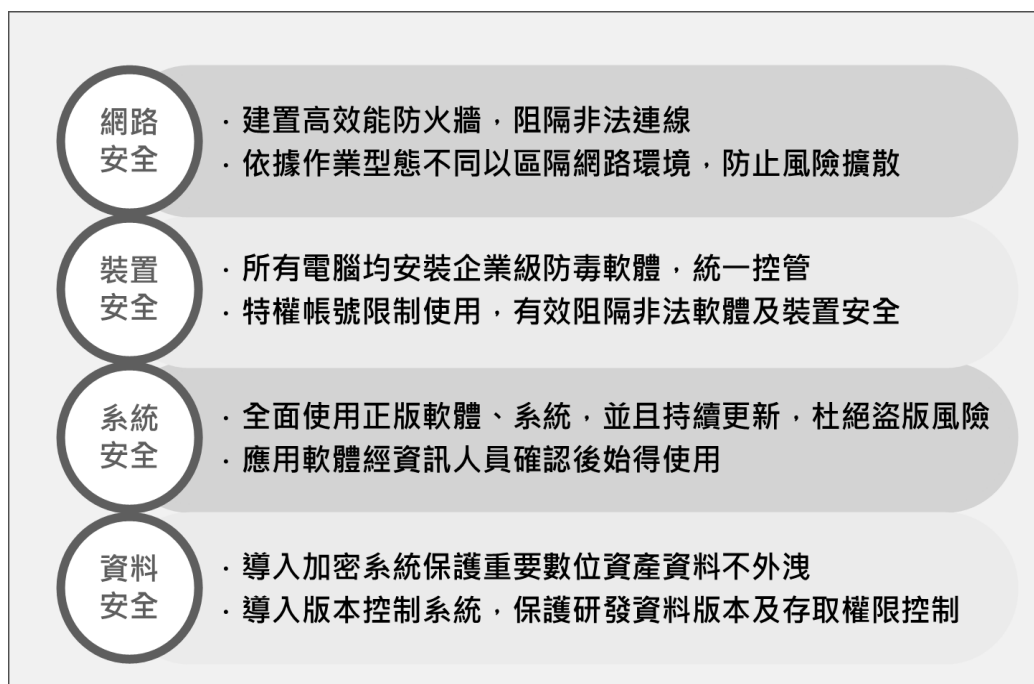 網路
安全
· 建置高效能防火牆，阻隔非法連線
· 依據作業型態不同以區隔網路環境，防止風險擴散
裝置
安全
· 所有電腦均安裝企業級防毒軟體，統一控管
· 特權帳號限制使用，有效阻隔非法軟體及裝置安全
系統
安全
· 全面使用正版軟體、系統，並且持續更新，杜絕盜版風險
· 應用軟體經資訊人員確認後始得使用
資料
安全
· 導入加密系統保護重要數位資產資料不外洩
· 導入版本控制系統，保護研發資料版本及存取權限控制